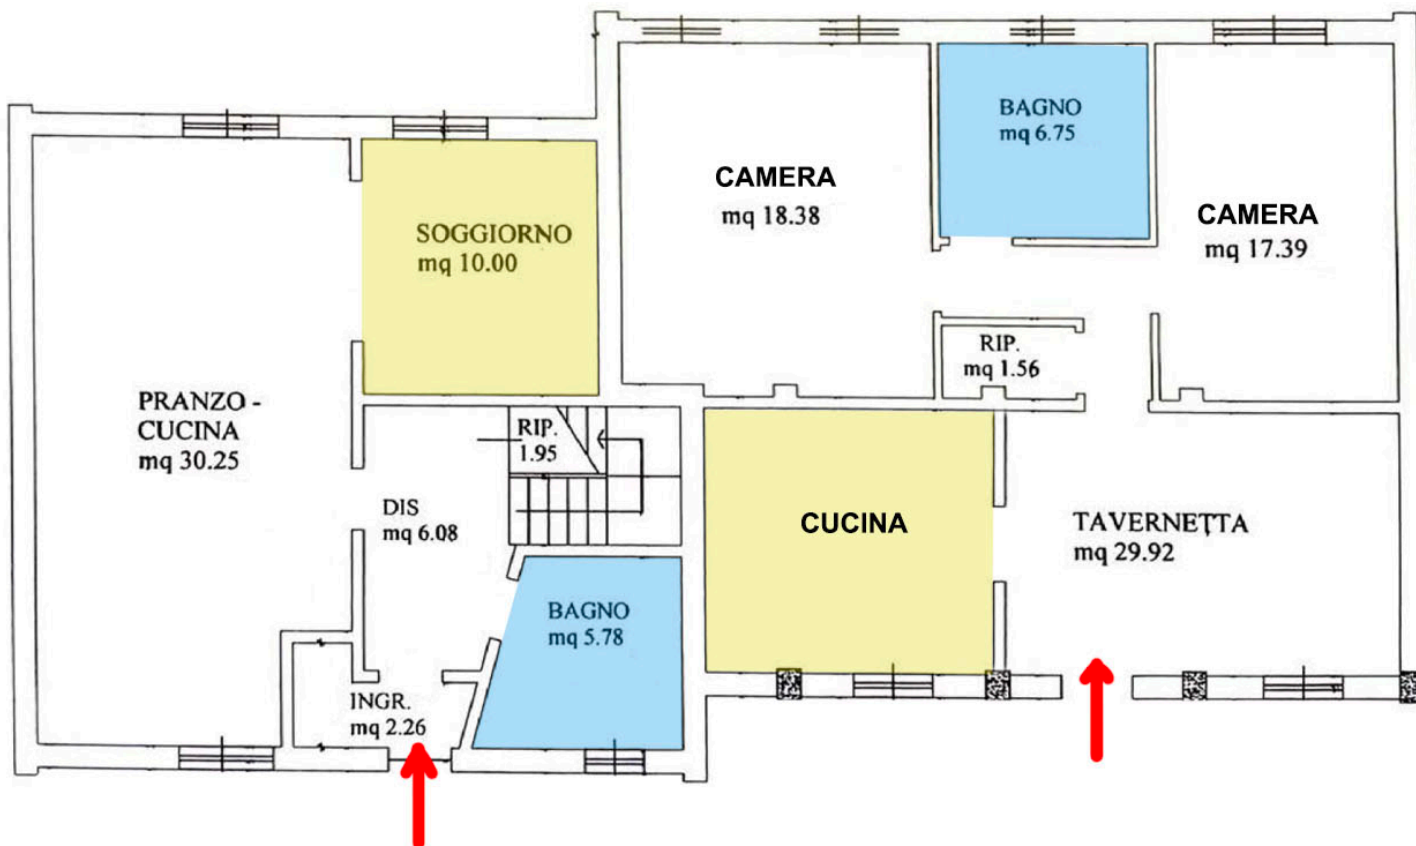 BAGNO
mq 6.75
CAMERA
mq 18.38
CAMERA
mq 17.39
SOGGIORNO
mq 10.00
RIP.
mq 1.56
PRANZO -
CUCINA
mq 30.25
RIP.
1.95
DIS
mq 6.08
CUCINA
TAVERNETTA
mq 29.92
BAGNO
mq 5.78
INGR.
mq 2.26